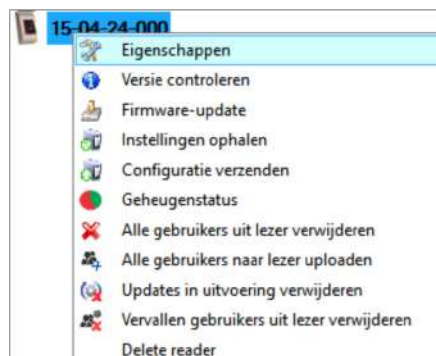 15-04-24-000
Eigenschappen
Versie controleren
Firmware-update
Instellingen ophalen
Configuratie verzenden
Geheugenstatus
Alle gebruikers uit lezer verwijderen
Alle gebruikers naar lezer uploaden
Updates in uitvoering verwijderen
Vervallen gebruikers uit lezer verwijderen
Delete reader